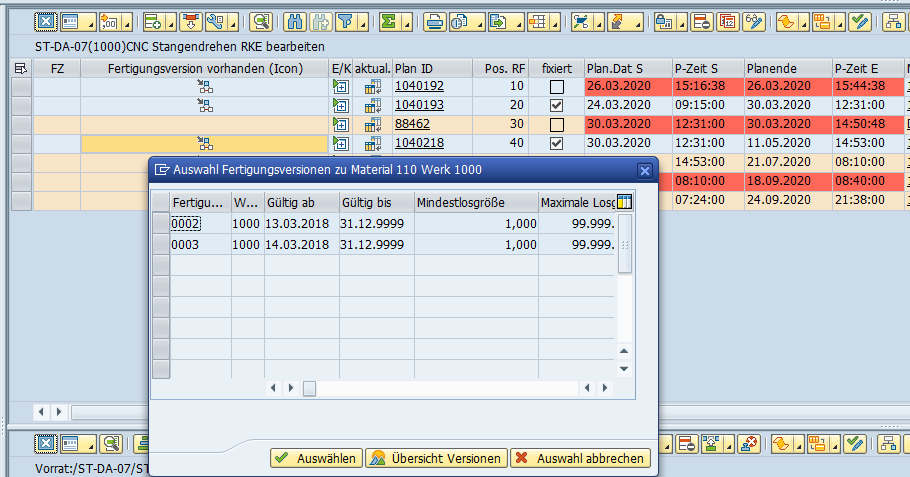 ST-DA-07(1000)CNC Stangendrehen RKE bearbeiten
FZ Fertigungsversion vorhanden (Icon) E/K aktual. Plan ID Pos. RF fixiert Plan.Dat S P-Zeit S Planende P-Zeit E M
1040192 10 26.03.2020 15:16:38 26.03.2020 15:44:38
1040193 20 24.03.2020 09:15:00 30.03.2020 12:31:00
88462 30 30.03.2020 12:31:00 30.03.2020 14:50:48
1040218 40 30.03.2020 12:31:00 11.05.2020 14:53:00
14:53:00 21.07.2020 08:10:00
08:10:00 18.09.2020 08:40:00
07:24:00 24.09.2020 21:38:00
Auswahl Fertigungsversionen zu Material 110 Werk 1000
Fertigu... W... Gültig ab Gültig bis Mindestlosgröße Maximale Losg
0002 1000 13.03.2018 31.12.9999 1,000 99.999.
0003 1000 14.03.2018 31.12.9999 1,000 99.999.
Auswählen Übersicht Versionen Auswahl abbrechen
Vorrat:/ST-DA-07/ST